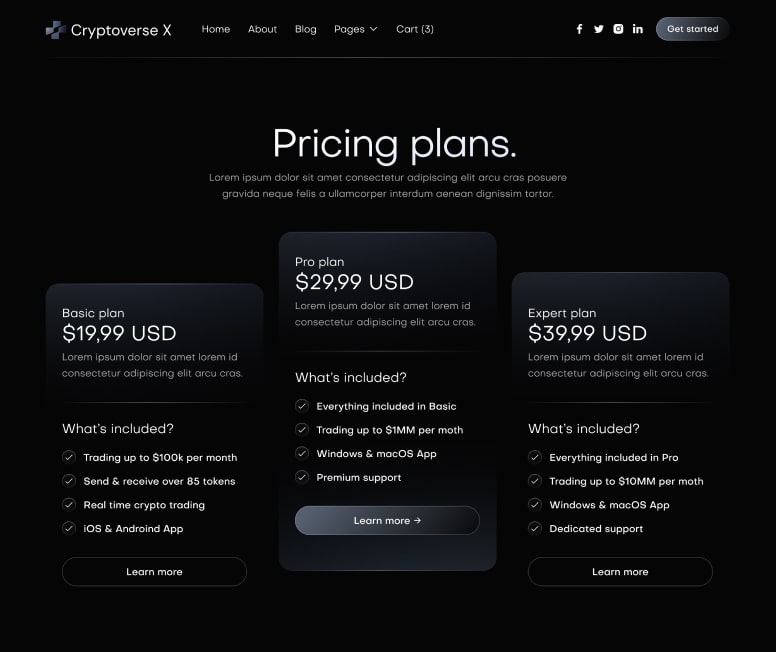 Cryptoverse X
Home
About
Blog
Pages
Cart (3)
Get started
Pricing plans.
Lorem ipsum dolor sit amet consectetur adipiscing elit arcu cras posuere
gravida neque felis a ullamcorper interdum aenean dignissim tortor.
Basic plan
$19,99 USD
Lorem ipsum dolor sit amet lorem id
consectetur adipiscing elit arcu cras.
What's included?
Trading up to $100k per month
Send & receive over 85 tokens
Real time crypto trading
iOS & Androind App
Learn more
Pro plan
$29,99 USD
Lorem ipsum dolor sit amet lorem id
consectetur adipiscing elit arcu cras.
What's included?
Everything included in Basic
Trading up to $1MM per moth
Windows & macOS App
Premium support
Learn more →
Expert plan
$39,99 USD
Lorem ipsum dolor sit amet lorem id
consectetur adipiscing elit arcu cras.
What's included?
Everything included in Pro
Trading up to $10MM per moth
Windows & macOS App
Dedicated support
Learn more